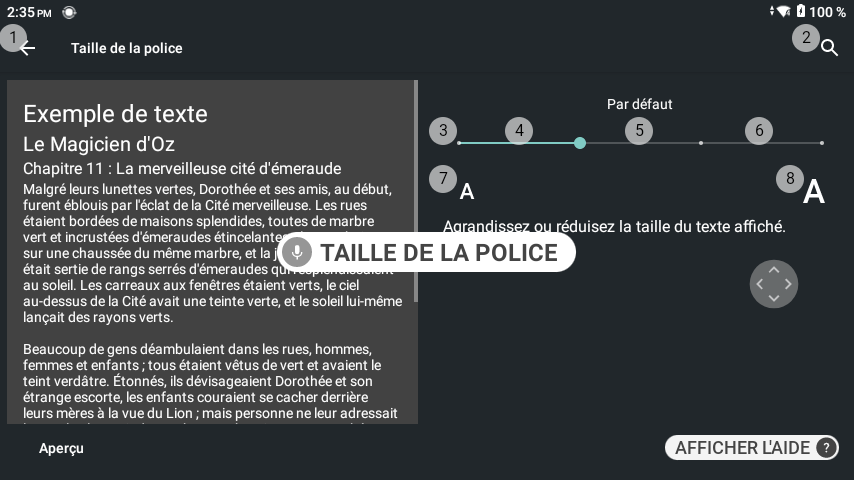 2:35 PM 100 %
1 Taille de la police 2
Exemple de texte
Le Magicien d'Oz
Chapitre 11 : La merveilleuse cité d'émeraude
Malgré leurs lunettes vertes, Dorothée et ses amis, au début,
furent éblouis par l'éclat de la Cité merveilleuse. Les rues
étaient bordées de maisons splendides, toutes de marbre
vert et incrustées d'émeraudes étincelantes
sur une chaussée du même marbre, et la
était sertie de rangs serrés d'émeraudes qui resplendissaient
au soleil. Les carreaux aux fenêtres étaient verts, le ciel
au-dessus de la Cité avait une teinte verte, et le soleil lui-même
lançait des rayons verts.
Beaucoup de gens déambulaient dans les rues, hommes,
femmes et enfants ; tous étaient vêtus de vert et avaient le
teint verdâtre. Étonnés, ils dévisageaient Dorothée et son
étrange escorte, les enfants couraient se cacher derrière
leurs mères à la vue du Lion ; mais personne ne leur adressait
Aperçu
Par défaut
3 4 5 6
7 A 8 A
Agrandissez ou réduisez la taille du texte affiché.
TAILLE DE LA POLICE
AFFICHER L'AIDE ?